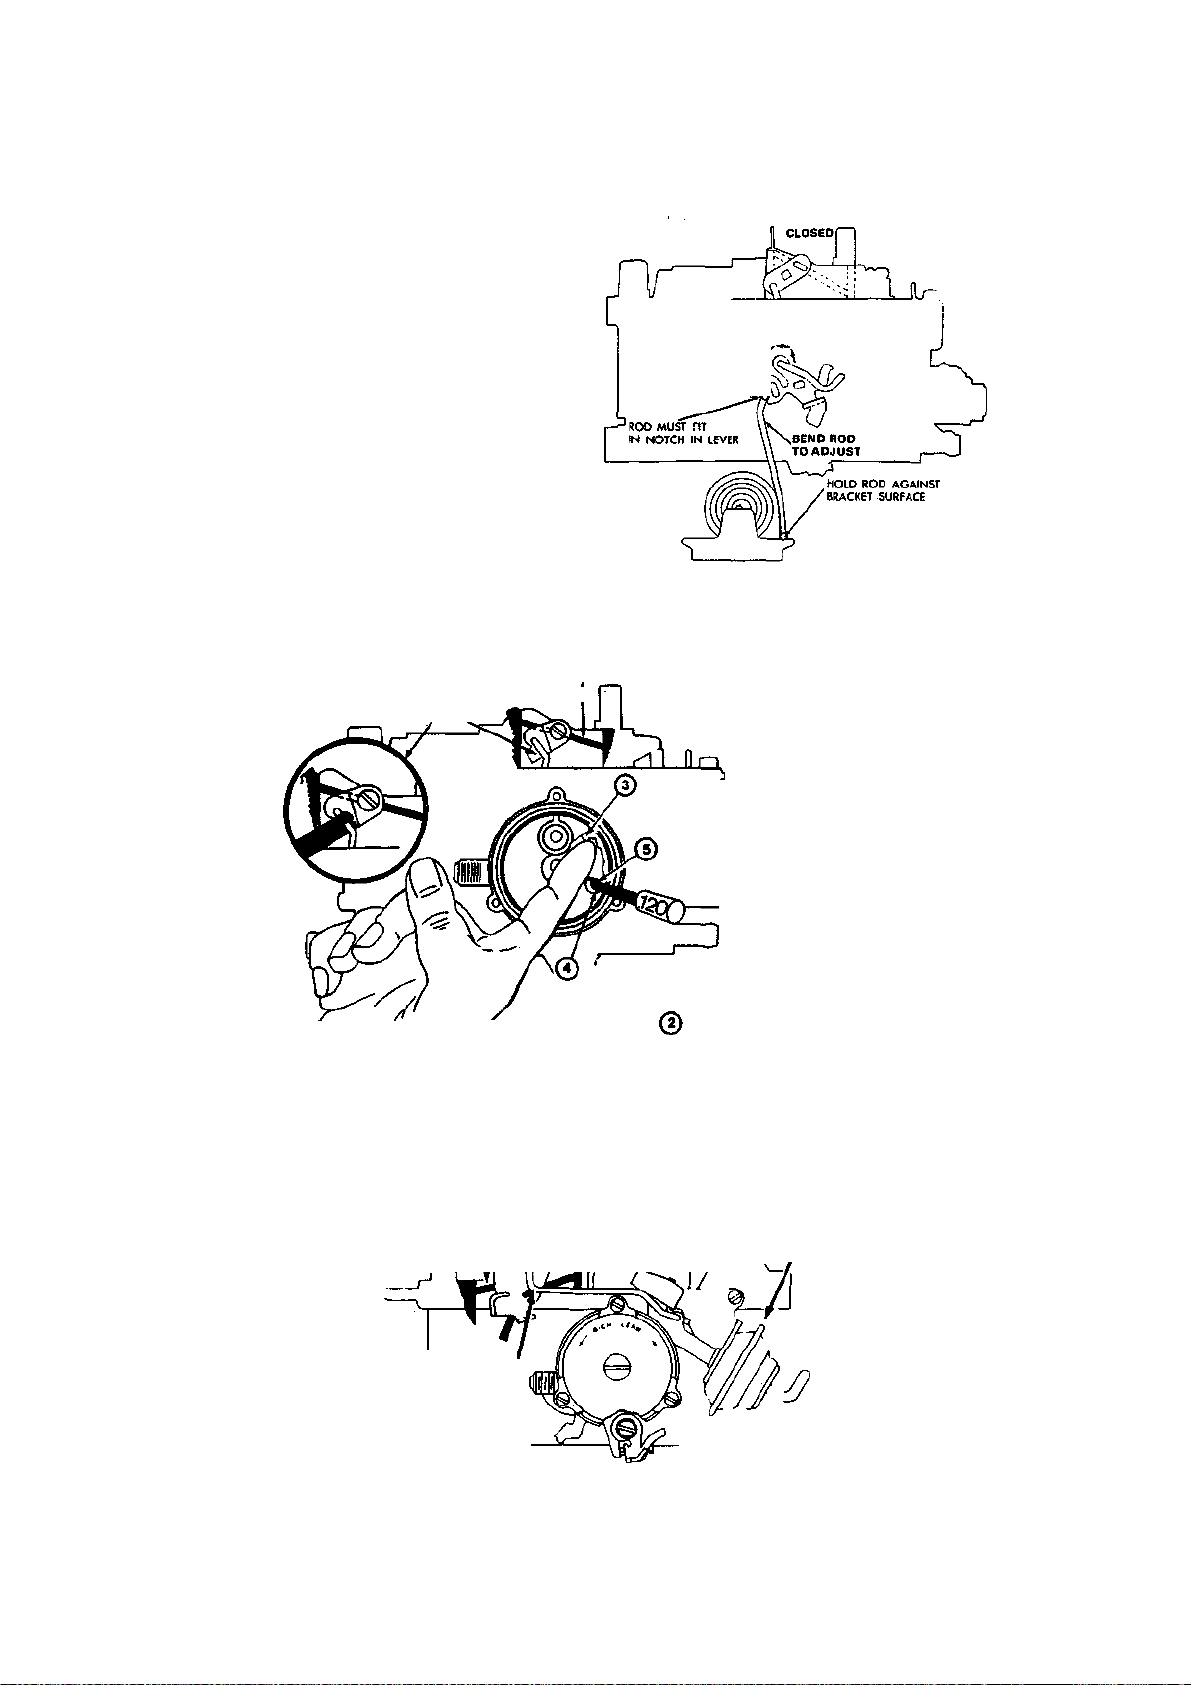 CLOSED
ROD MUST FIT
IN NOTCH IN LEVER
BEND ROD
TO ADJUST
HOLD ROD AGAINST
BRACKET SURFACE
3
5
120
4
2
RICH LEAN